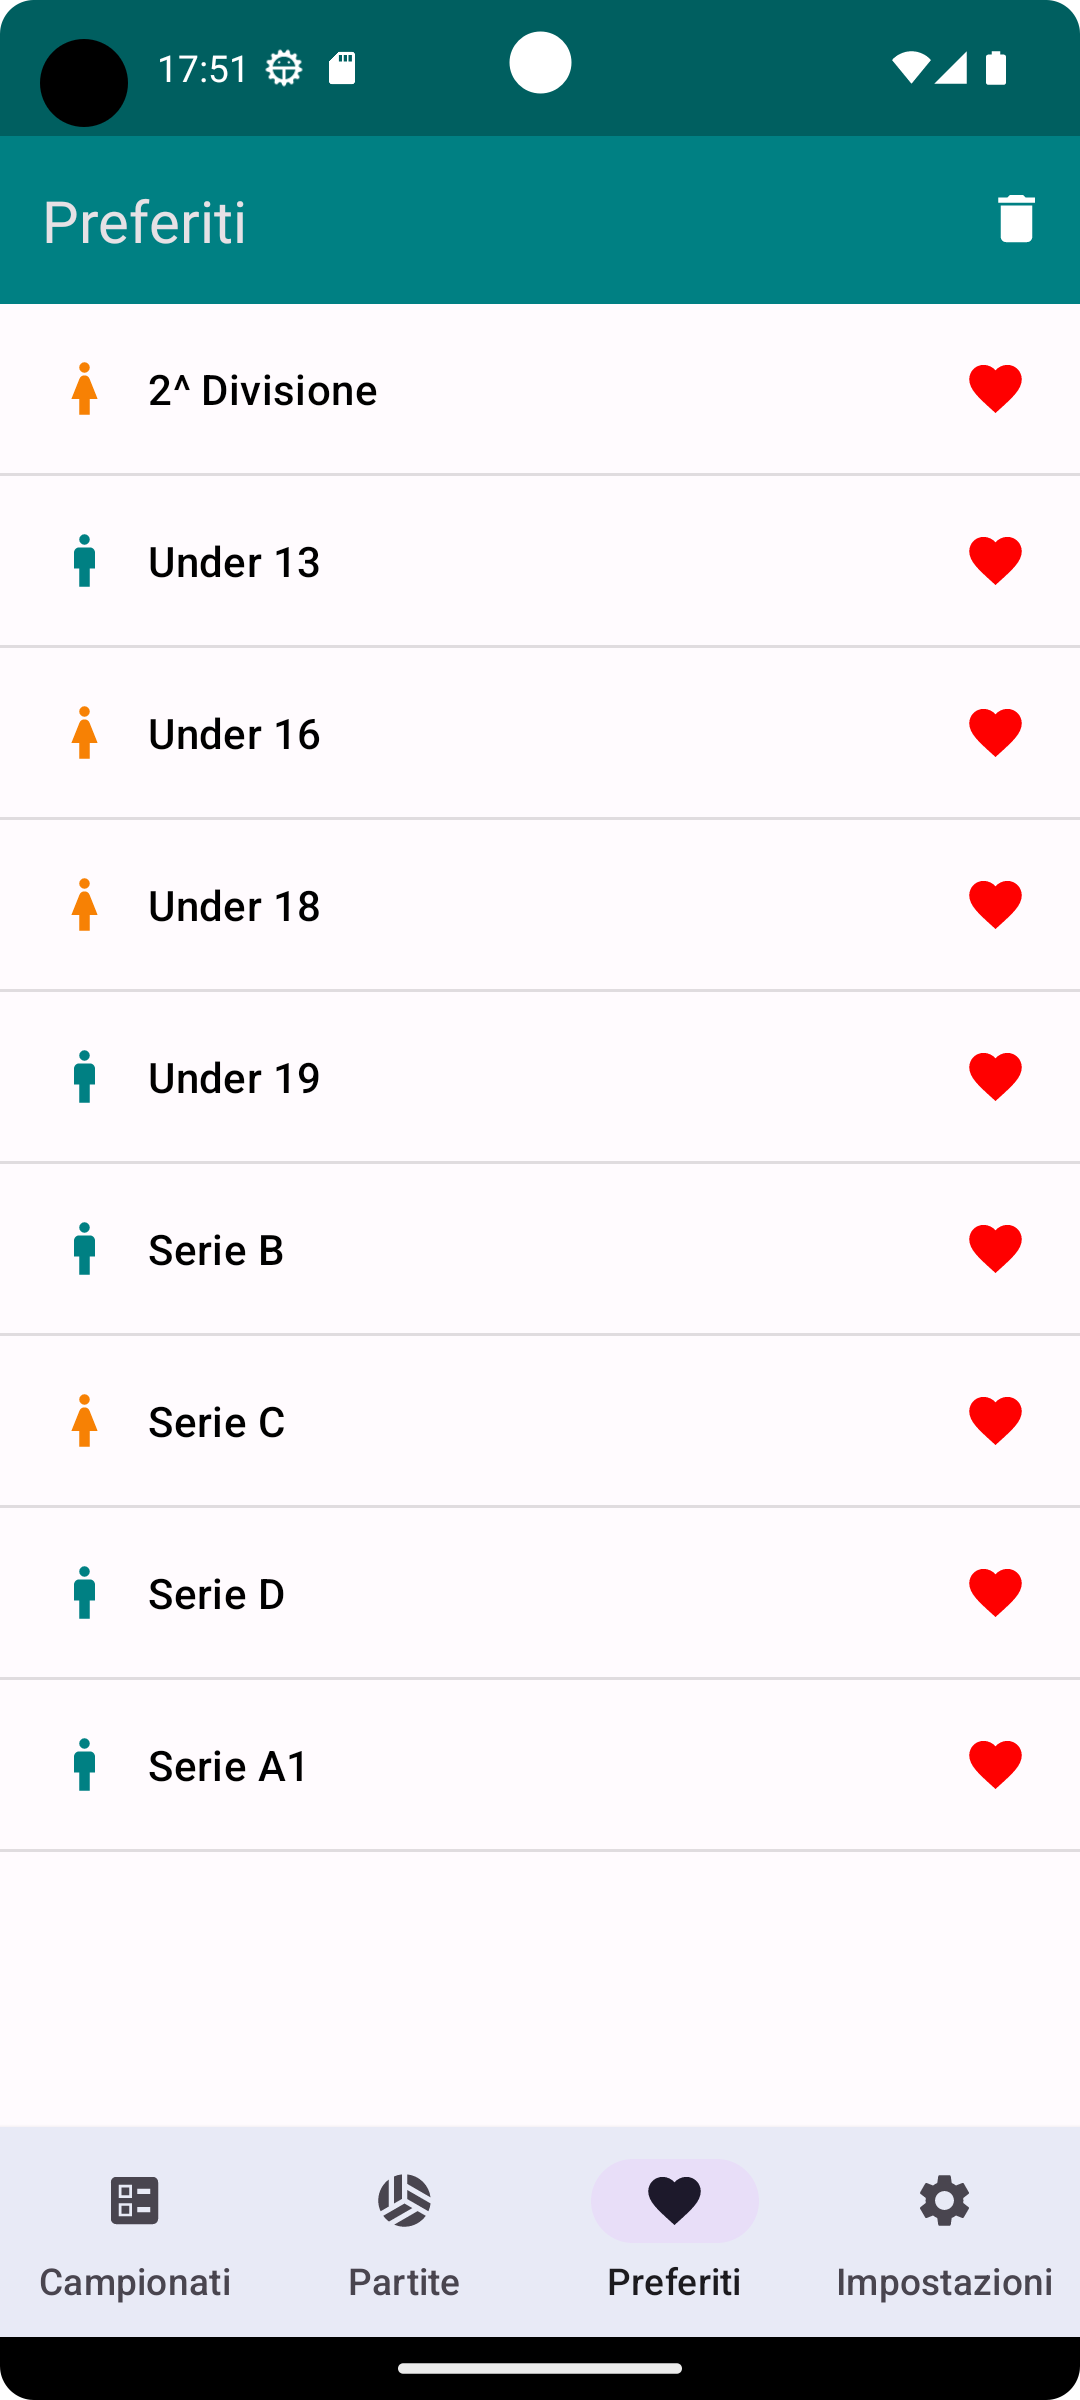 17:51
Preferiti
2^ Divisione
Under 13
Under 16
Under 18
Under 19
Serie B
Serie C
Serie D
Serie A1
Campionati
Partite
Preferiti
Impostazioni